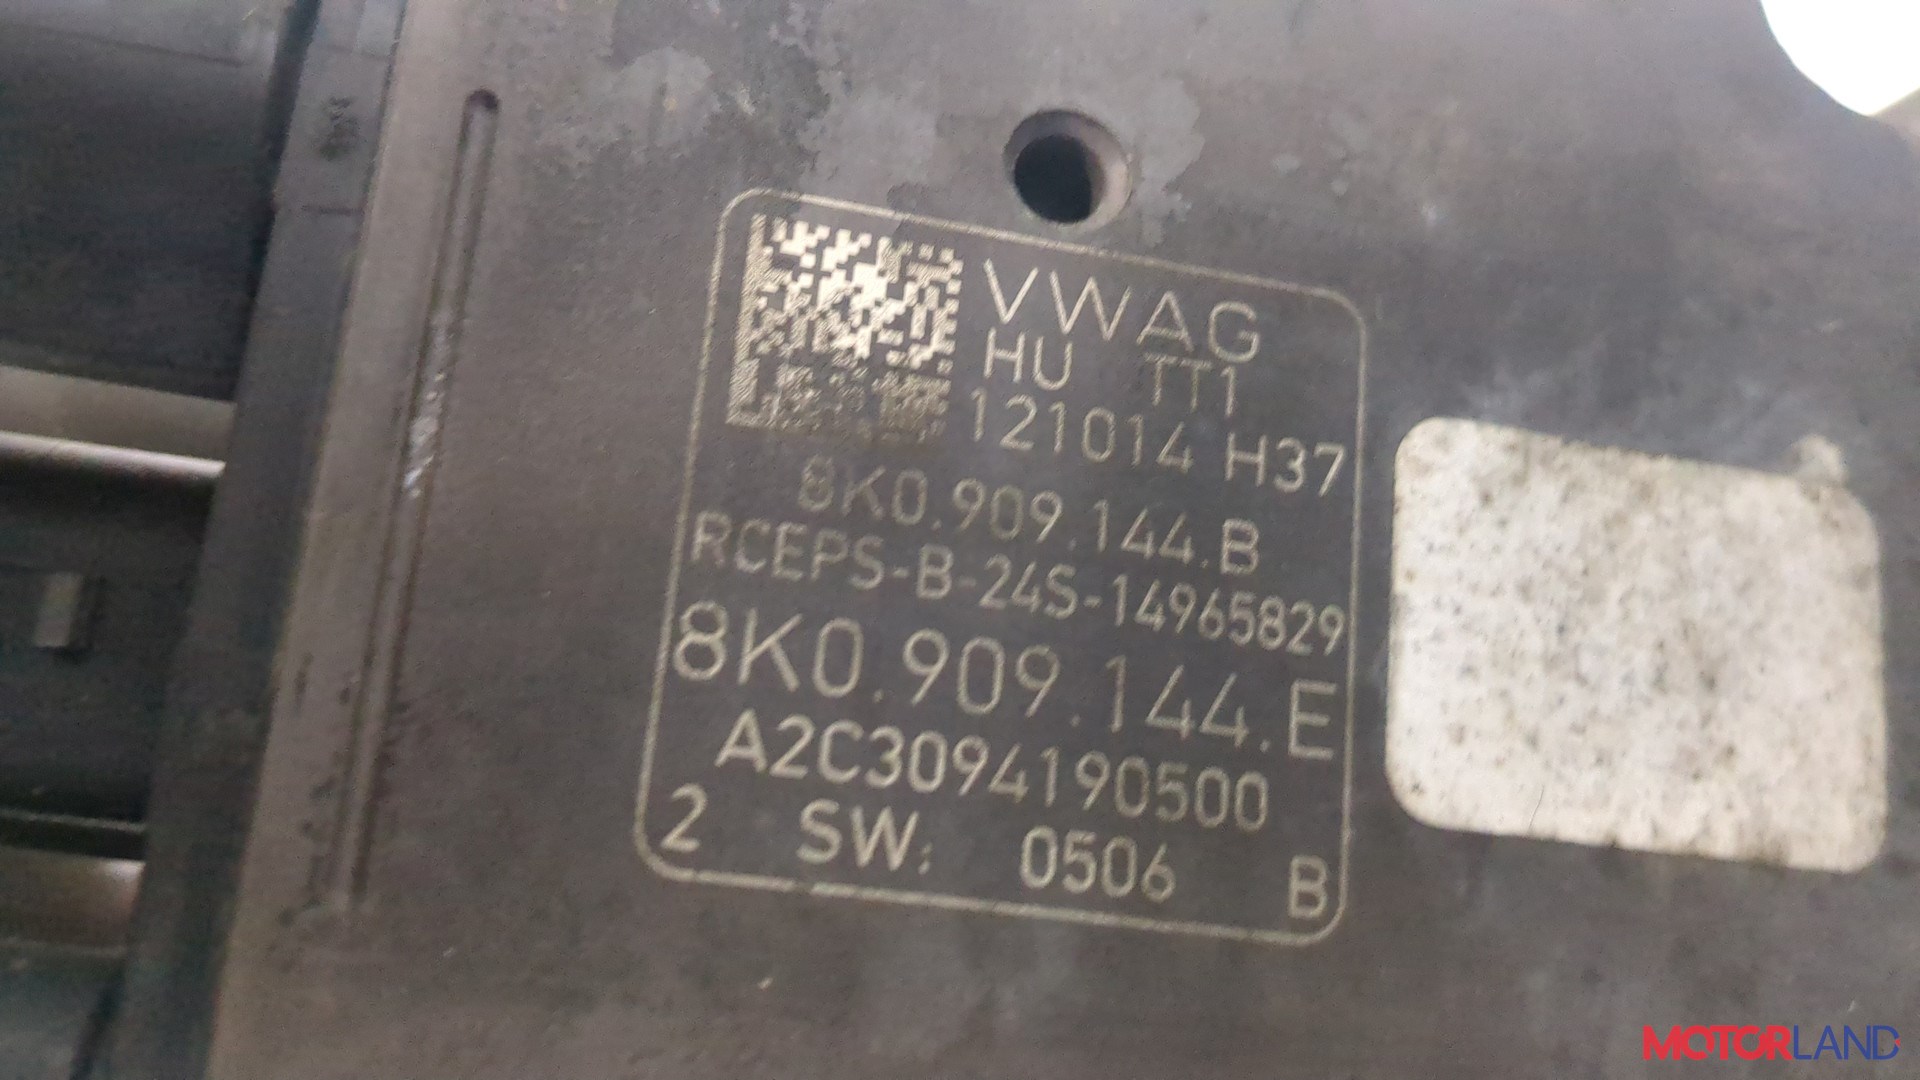 VWAG
HU TT1
121014 H37
8K0.909.144.B
RCEPS-B-24S-14965829
8K0.909.144.E
A2C3094190500
2 SW: 0506 B
MOTORLAND